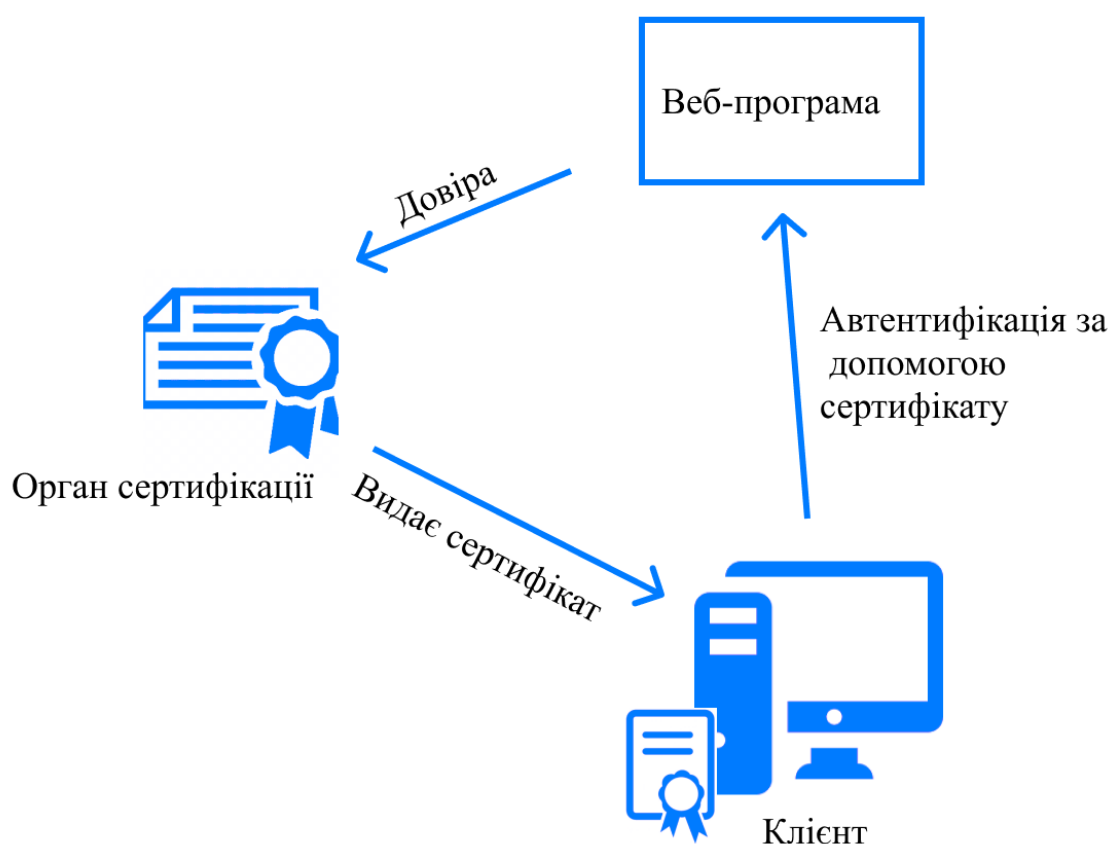 Веб-програма
Довіра
Автентифікація за
допомогою
сертифікату
Орган сертифікації
Видає сертифікат
Клієнт